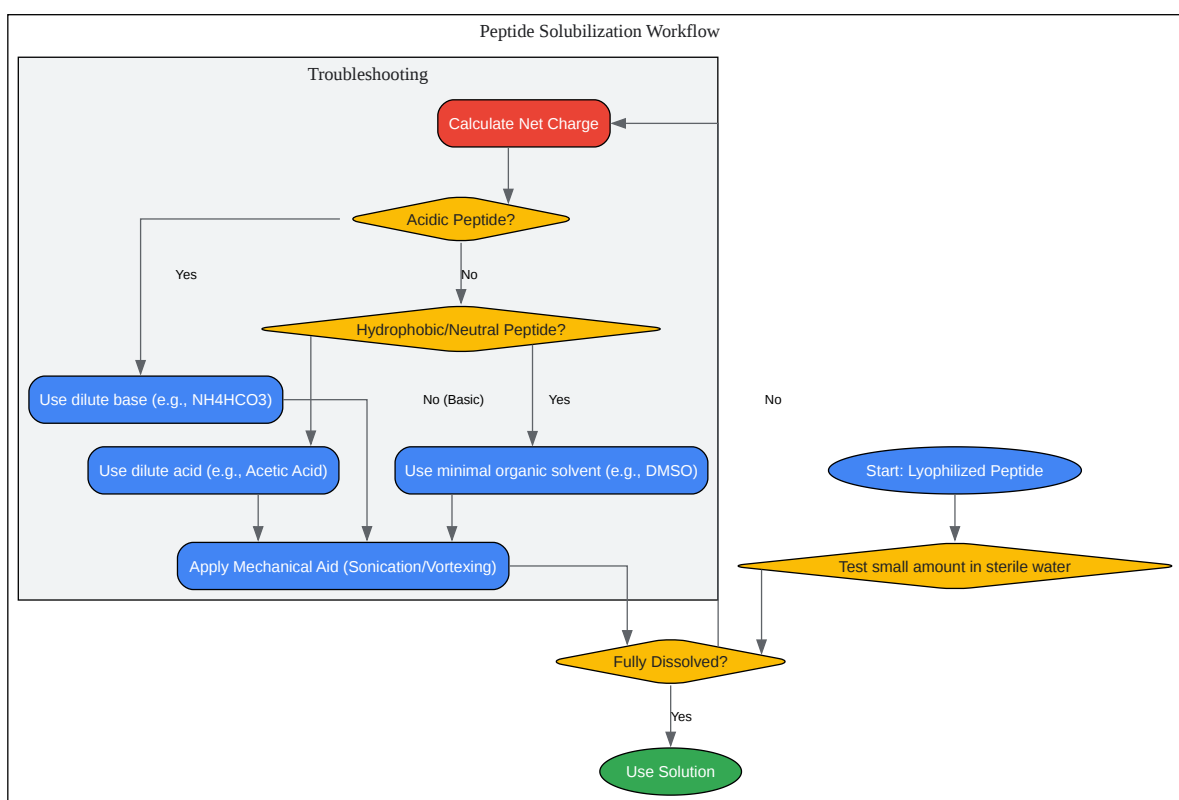 Peptide Solubilization Workflow
Troubleshooting
Calculate Net Charge
Acidic Peptide?
Yes
No
Hydrophobic/Neutral Peptide?
Use dilute base (e.g., NH4HCO3)
No (Basic)
Yes
No
Use dilute acid (e.g., Acetic Acid)
Use minimal organic solvent (e.g., DMSO)
Start: Lyophilized Peptide
Apply Mechanical Aid (Sonication/Vortexing)
Test small amount in sterile water
Fully Dissolved?
Yes
Use Solution